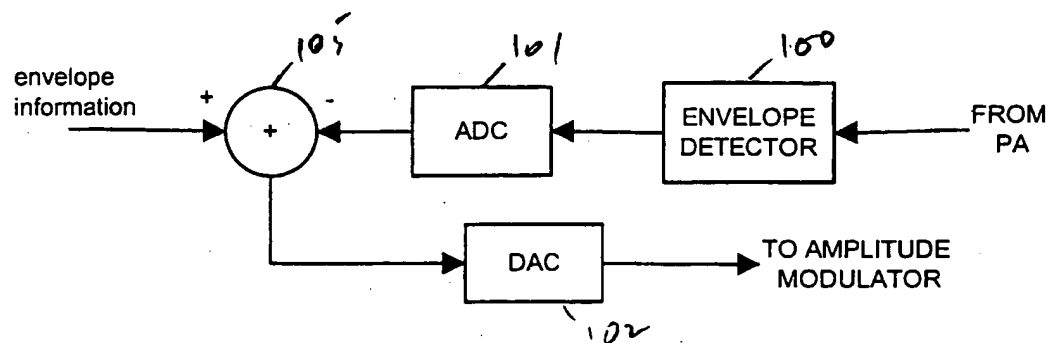 105
101
100
envelope
information
+
-
+
ADC
ENVELOPE
DETECTOR
FROM
PA
DAC
TO AMPLITUDE
MODULATOR
102